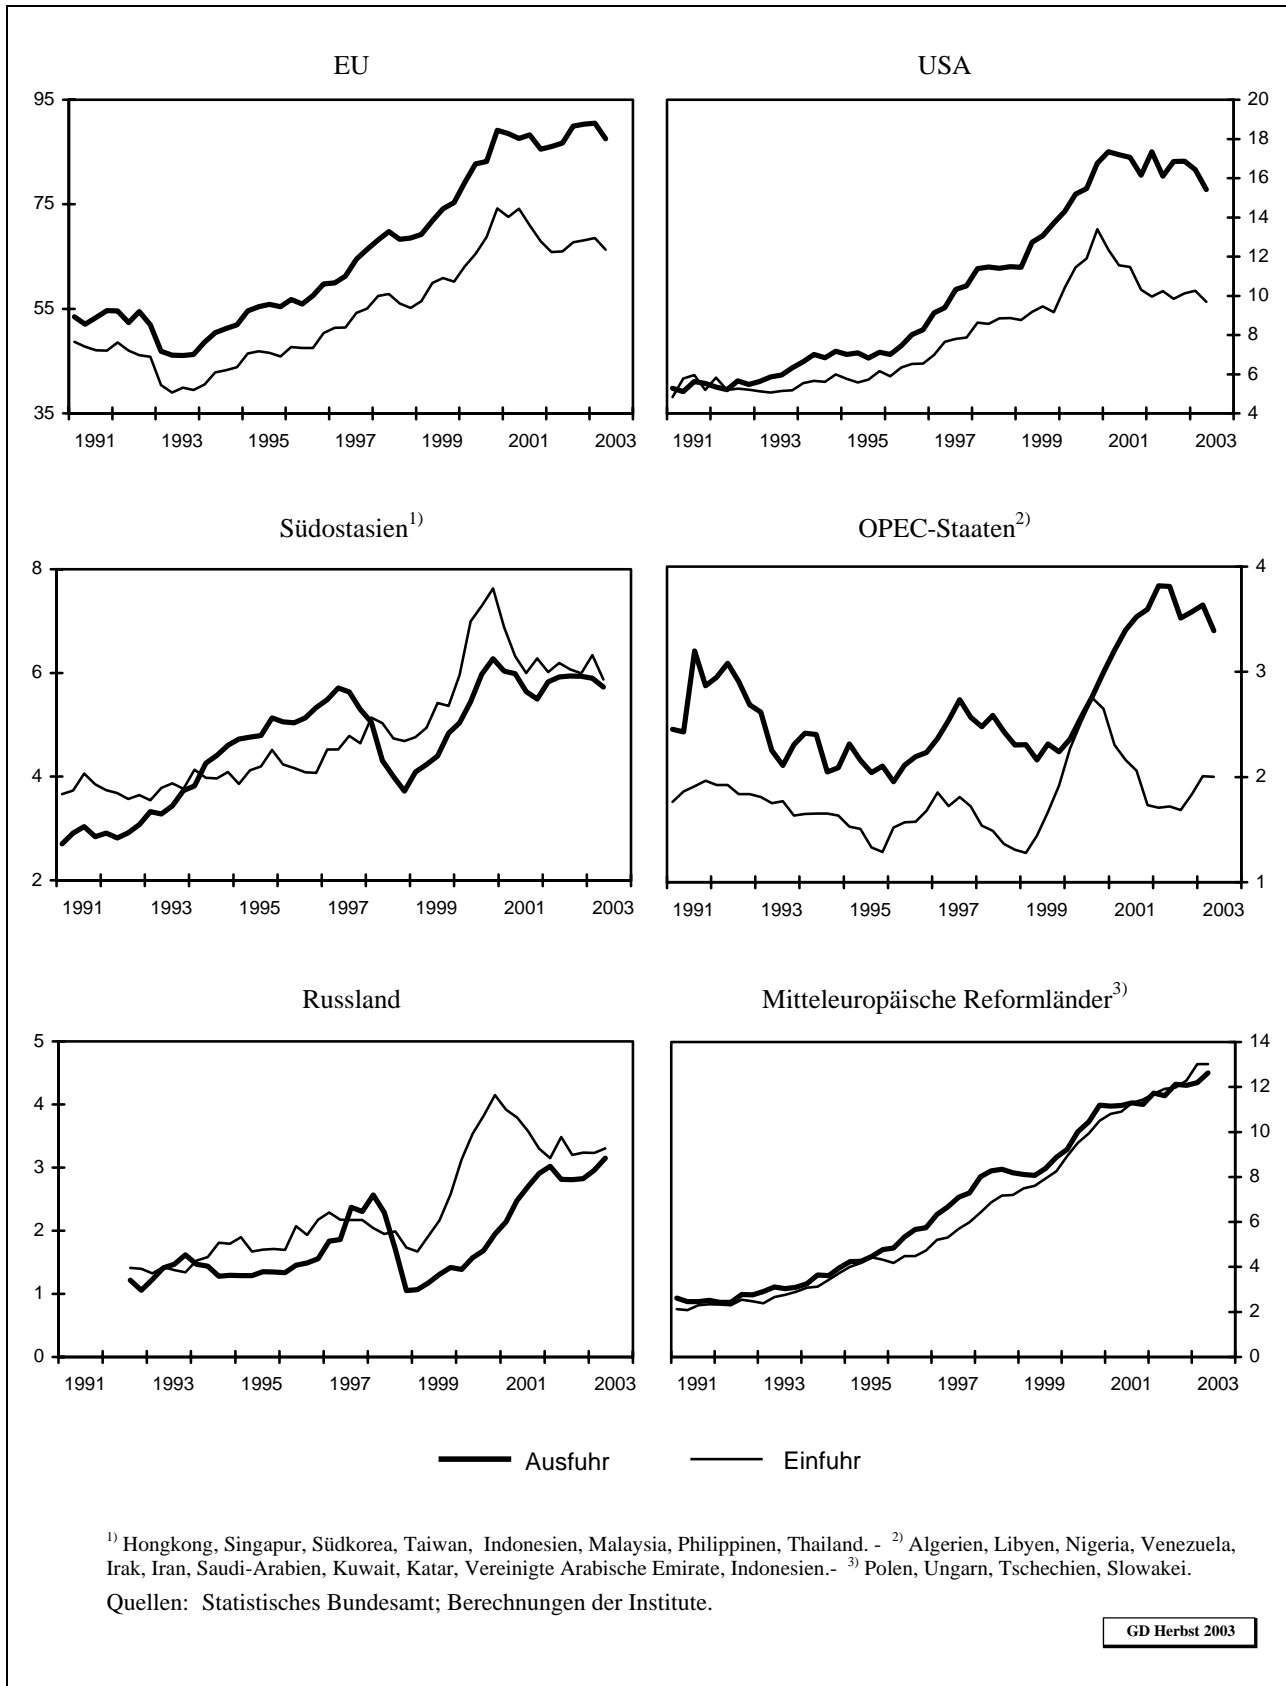 EU
USA
95
75
55
35
1991 1993 1995 1997 1999 2001 2003
20
18
16
14
12
10
8
6
4
1991 1993 1995 1997 1999 2001 2003
Südostasien1)
OPEC-Staaten2)
8
6
4
2
1991 1993 1995 1997 1999 2001 2003
4
3
2
1
1991 1993 1995 1997 1999 2001 2003
Russland
Mitteleuropäische Reformländer3)
5
4
3
2
1
0
1991 1993 1995 1997 1999 2001 2003
14
12
10
8
6
4
2
0
1991 1993 1995 1997 1999 2001 2003
Ausfuhr Einfuhr
1) Hongkong, Singapur, Südkorea, Taiwan, Indonesien, Malaysia, Philippinen, Thailand. - 2) Algerien, Libyen, Nigeria, Venezuela,
Irak, Iran, Saudi-Arabien, Kuwait, Katar, Vereinigte Arabische Emirate, Indonesien.- 3) Polen, Ungarn, Tschechien, Slowakei.
Quellen: Statistisches Bundesamt; Berechnungen der Institute.
GD Herbst 2003